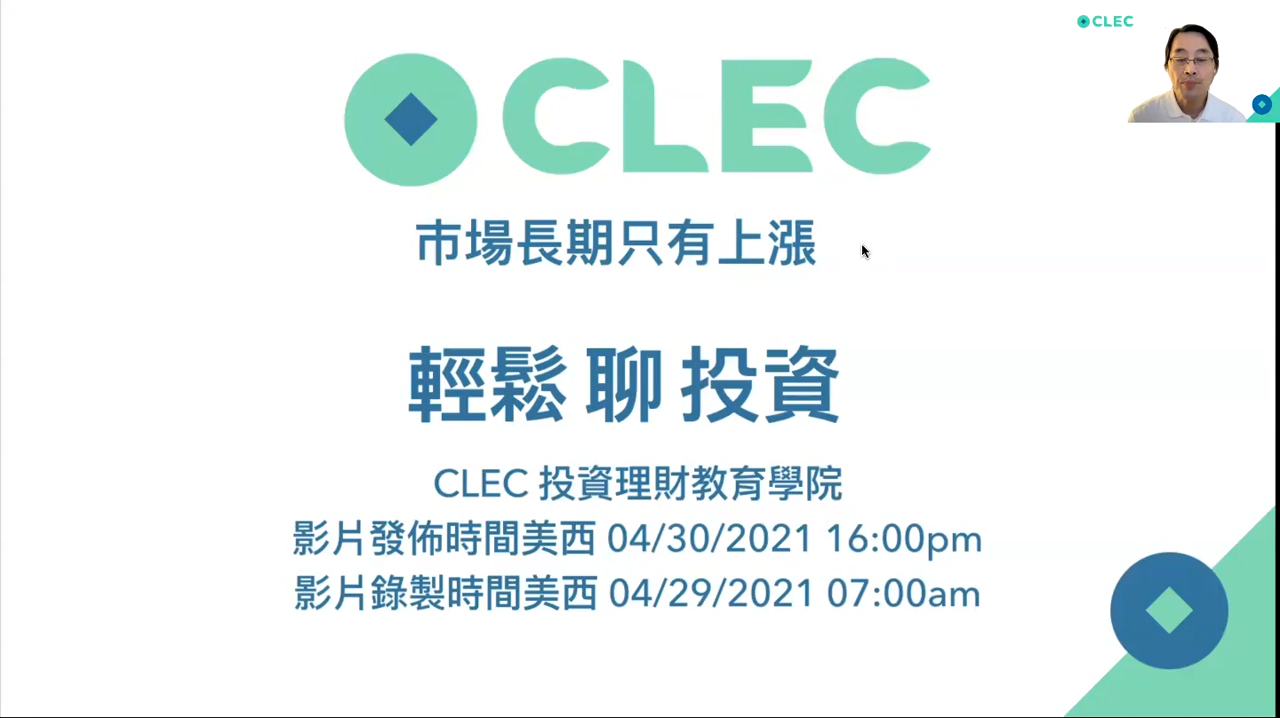 CLEC
CLEC
市場長期只有上漲
輕鬆 聊 投資
CLEC 投資理財教育學院
影片發佈時間美西 04/30/2021 16:00pm
影片錄製時間美西 04/29/2021 07:00am